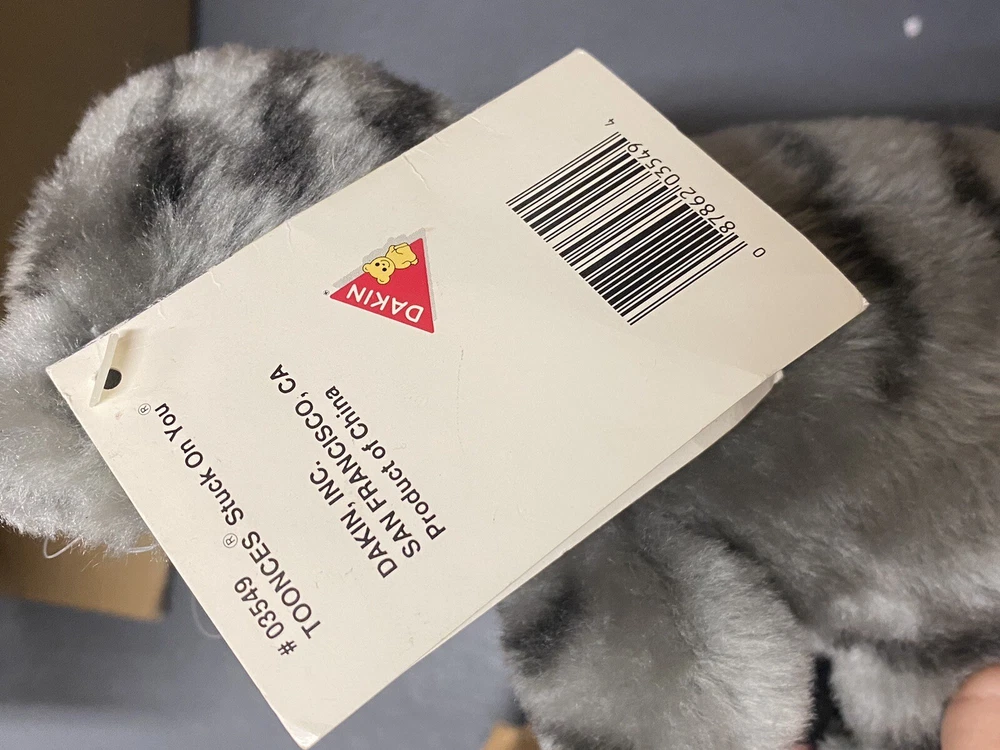 # 03549
TOONCES® Stuck On You®
DAKIN, INC.
SAN FRANCISCO, CA
Product of China
DAKIN
0 87862 03549 4